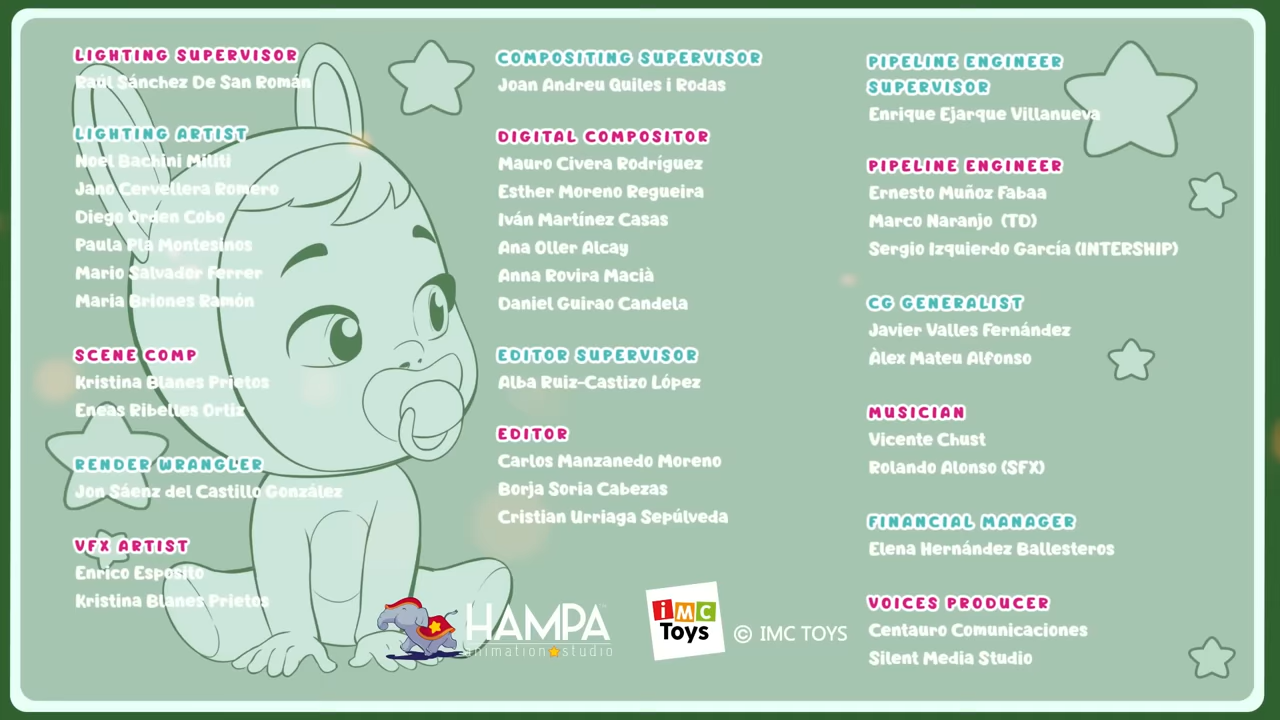 LIGHTING SUPERVISOR
Raúl Sánchez De San Román
LIGHTING ARTIST
Noel Bachini Militi
Jano Cervellera Romero
Diego Orden Cobo
Paula Pla Montesinos
Mario Salvador Ferrer
Maria Briones Ramón
SCENE COMP
Kristina Blanes Prietos
Eneas Ribelles Ortiz
RENDER WRANGLER
Jon Sáenz del Castillo González
VFX ARTIST
Enrico Esposito
Kristina Blanes Prietos
COMPOSITING SUPERVISOR
Joan Andreu Quiles i Rodas
DIGITAL COMPOSITOR
Mauro Civera Rodríguez
Esther Moreno Regueira
Iván Martínez Casas
Ana Oller Alcay
Anna Rovira Macià
Daniel Guirao Candela
EDITOR SUPERVISOR
Alba Ruiz-Castizo López
EDITOR
Carlos Manzanedo Moreno
Borja Soria Cabezas
Cristian Urriaga Sepúlveda
PIPELINE ENGINEER
SUPERVISOR
Enrique Ejarque Villanueva
PIPELINE ENGINEER
Ernesto Muñoz Fabaa
Marco Naranjo (TD)
Sergio Izquierdo García (INTERSHIP)
CG GENERALIST
Javier Valles Fernández
Àlex Mateu Alfonso
MUSICIAN
Vicente Chust
Rolando Alonso (SFX)
FINANCIAL MANAGER
Elena Hernández Ballesteros
VOICES PRODUCER
Centauro Comunicaciones
Silent Media Studio
HAMPA
animation studio
iMC
Toys
© IMC TOYS